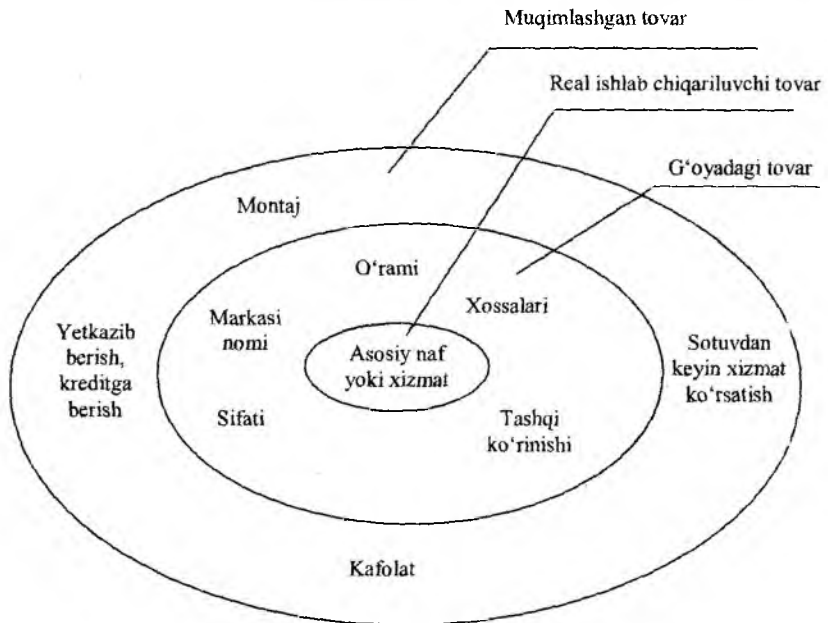 Muqimlashgan tovar
Real ishlab chiqariluvchi tovar
G‘oyadagi tovar
Montaj
O‘rami
Xossalari
Markasi
nomi
Yetkazib
berish,
kreditga
berish
Asosiy naf
yoki xizmat
Sotuvdan
keyin xizmat
ko‘rsatish
Sifati
Tashqi
ko‘rinishi
Kafolat